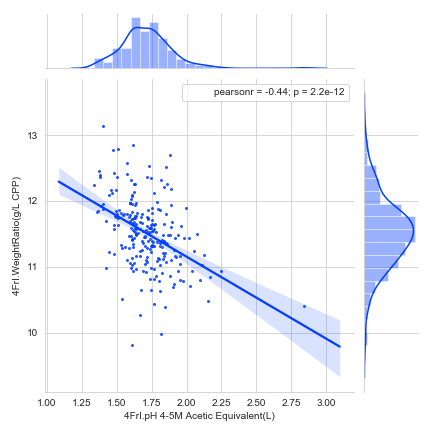 pearsonr = -0.44; p = 2.2e-12
13
12
11
10
4Frl.WeightRatio(g/L CPP)
1.00 1.25 1.50 1.75 2.00 2.25 2.50 2.75 3.00
4Frl.pH 4-5M Acetic Equivalent(L)